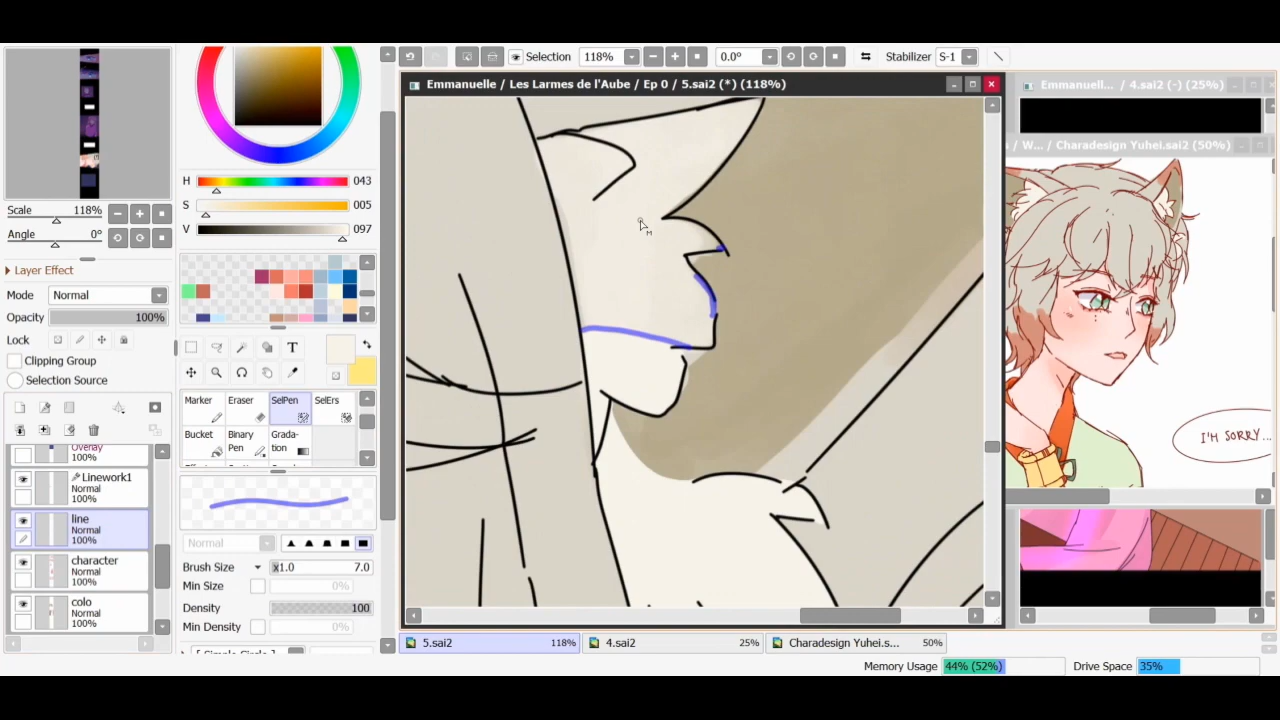 Selection 118% 0.0° Stabilizer S-1
Emmanuelle / Les Larmes de l'Aube / Ep 0 / 5.sai2 (*) (118%)
Emmanuell... / 4.sai2 (-) (25%)
/ W... / Charadesign Yuhei.sai2 (50%)
H 043
S 005
V 097
Scale 118%
Angle 0°
Layer Effect
Mode Normal
Opacity 100%
Lock
Clipping Group
Selection Source
T
Marker Eraser SelPen SelErs
Bucket Binary Pen Grada-tion
Normal
Brush Size x1.0 7.0
Min Size 0%
Density 100
Min Density 0%
Overlay
100%
Linework1
Normal
100%
line
Normal
100%
character
Normal
100%
colo
Normal
100%
I'M SORRY...
5.sai2 118%
4.sai2 25%
Charadesign Yuhei.s... 50%
Memory Usage 44% (52%) Drive Space 35%